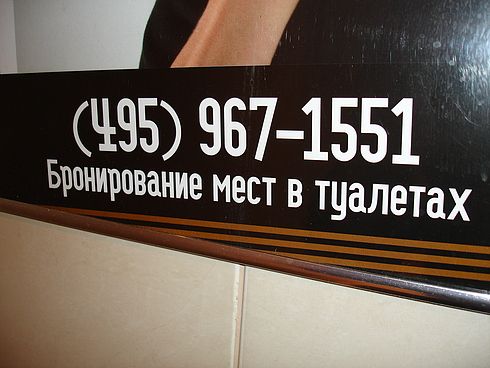 (495) 967-1551
Бронирование мест в туалетах